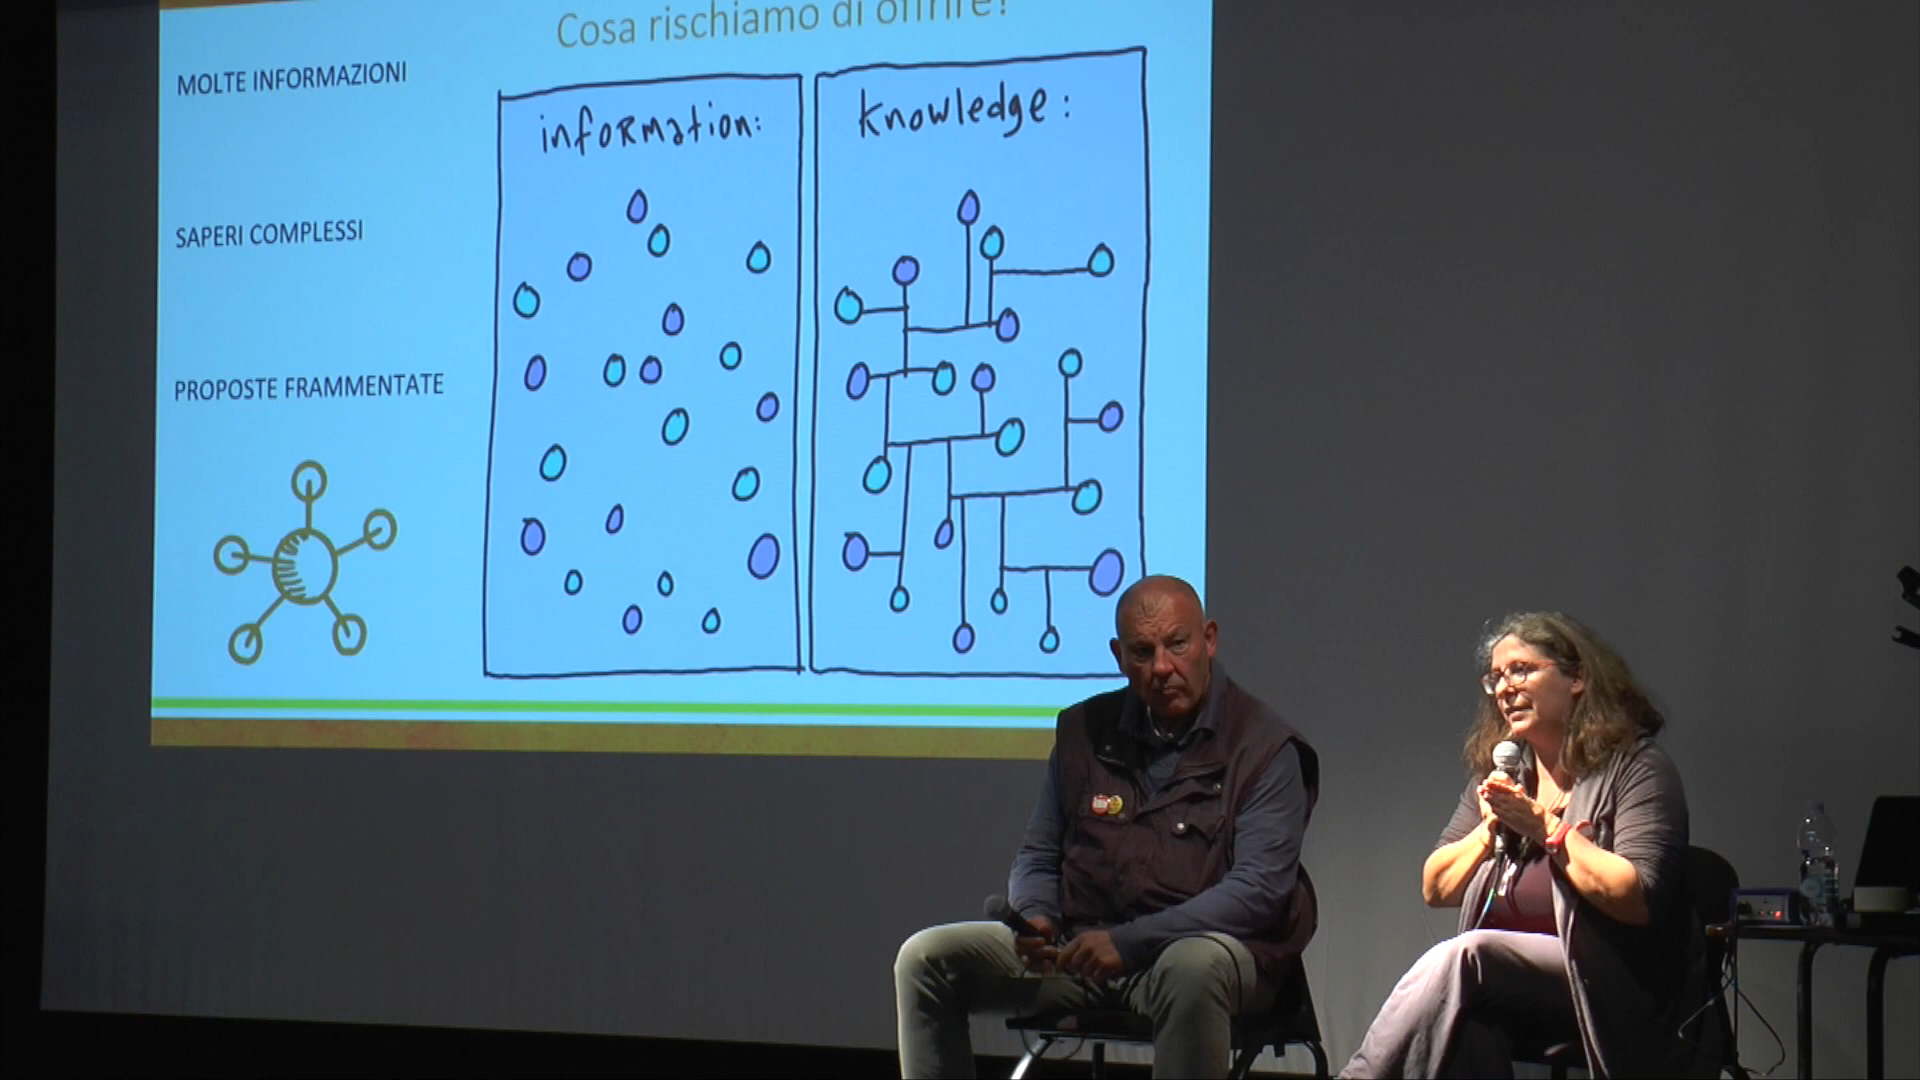 Cosa rischiamo di offrire?
MOLTE INFORMAZIONI
SAPERI COMPLESSI
PROPOSTE FRAMMENTATE
information:
knowledge: